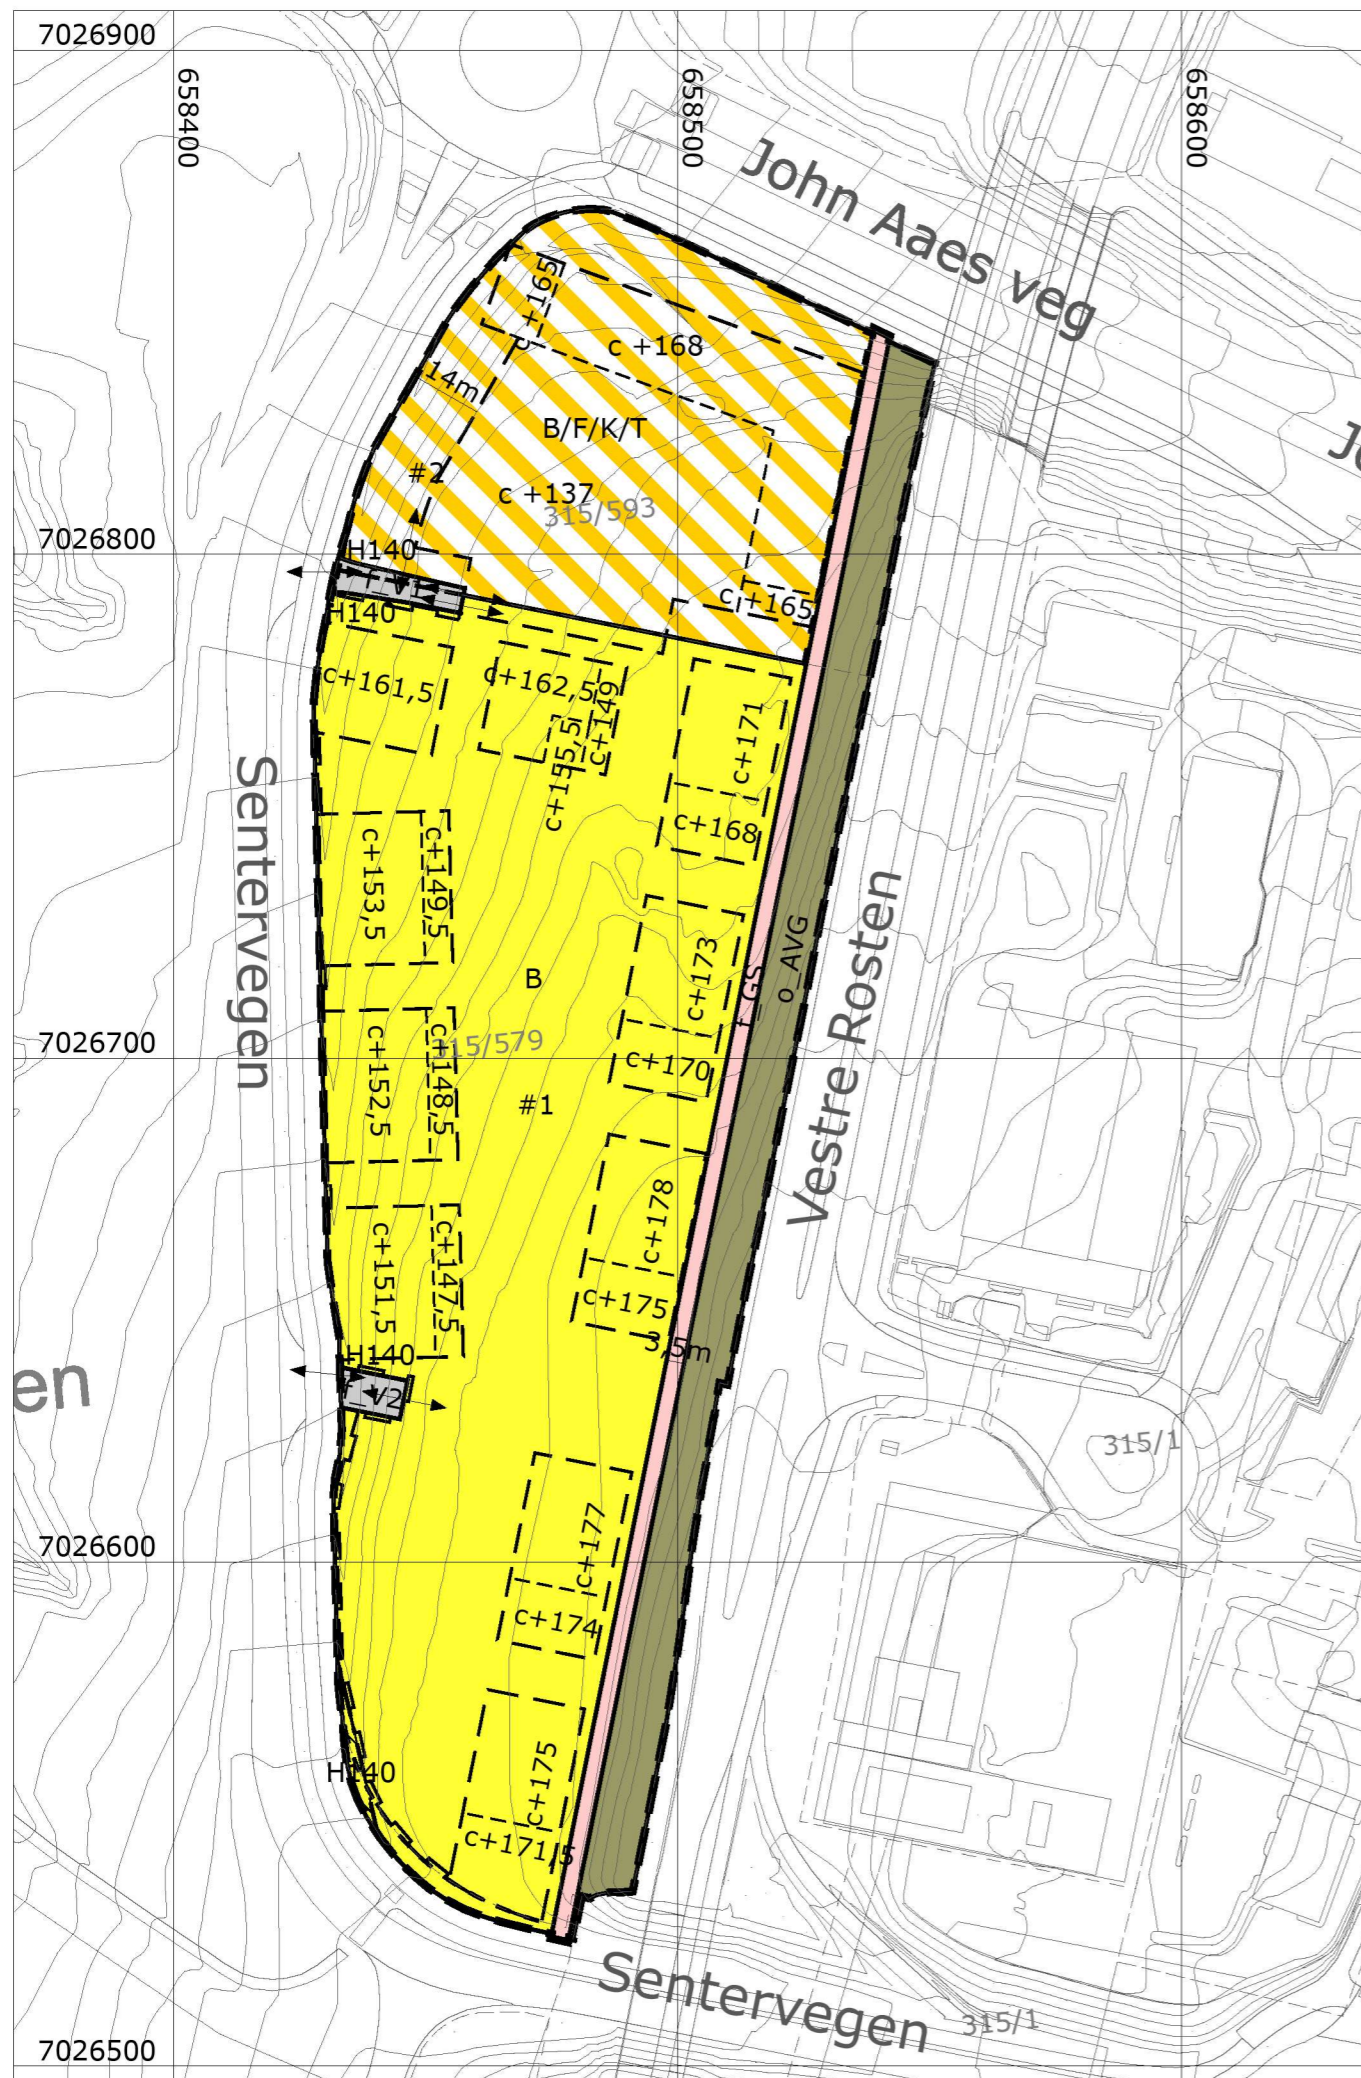 7026900
658400
658500
658600
John Aaes veg
c +165
c +168
14m
B/F/K/T
#2
c +137
315/593
7026800
H140
V1
H140
c +165
c+161,5
c+162,5
c+149
c+155,5
c+171
c+168
Sentervegen
c+153,5
c+149,5
c+173
f_GS
o_AVG
Vestre Rosten
B
7026700
315/579
c+152,5
c+148,5
c+170
#1
c+178
c+151,5
c+147,5
c+175
3,5m
H140
V2
en
315/1
c+177
7026600
c+174
c+175
H140
c+171,5
Sentervegen
315/1
7026500